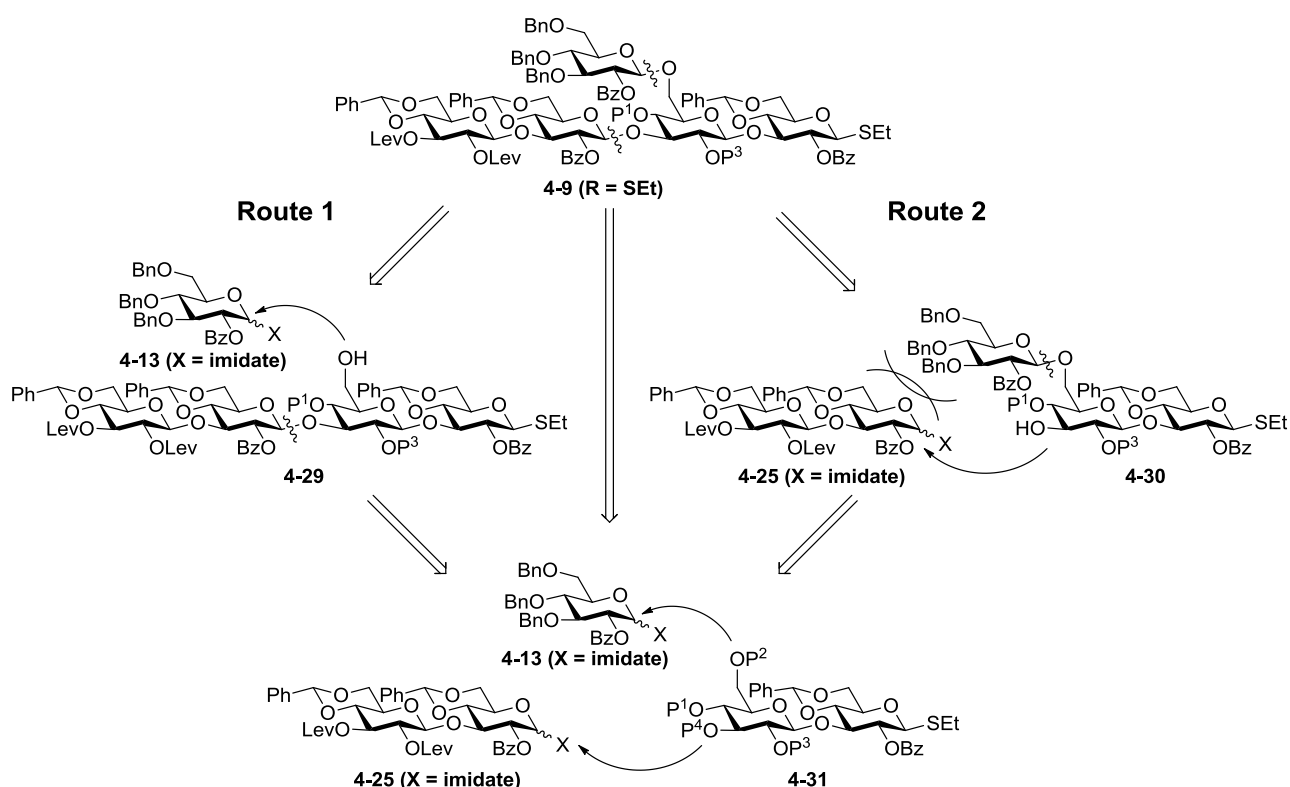 BnO
BnO
BnO
O
O
BzO
Ph
O
O
O
Ph
O
O
O
P¹O
O
Ph
O
O
O
SEt
LevO
OLev
O
BzO
O
OP³
O
OBz
4-9 (R = SEt)
Route 1
Route 2
BnO
BnO
BnO
O
BzO
X
4-13 (X = imidate)
OH
Ph
O
O
O
Ph
O
O
O
P¹O
O
Ph
O
O
O
SEt
LevO
OLev
O
BzO
O
OP³
O
OBz
4-29
BnO
BnO
BnO
O
O
BzO
Ph
O
O
O
Ph
O
O
O
X
LevO
OLev
O
BzO
4-25 (X = imidate)
P¹O
HO
O
OP³
Ph
O
O
O
O
SEt
OBz
4-30
BnO
BnO
BnO
O
BzO
X
4-13 (X = imidate)
Ph
O
O
O
Ph
O
O
O
X
LevO
OLev
O
BzO
4-25 (X = imidate)
OP²
P¹O
P⁴O
O
OP³
Ph
O
O
O
O
SEt
OBz
4-31